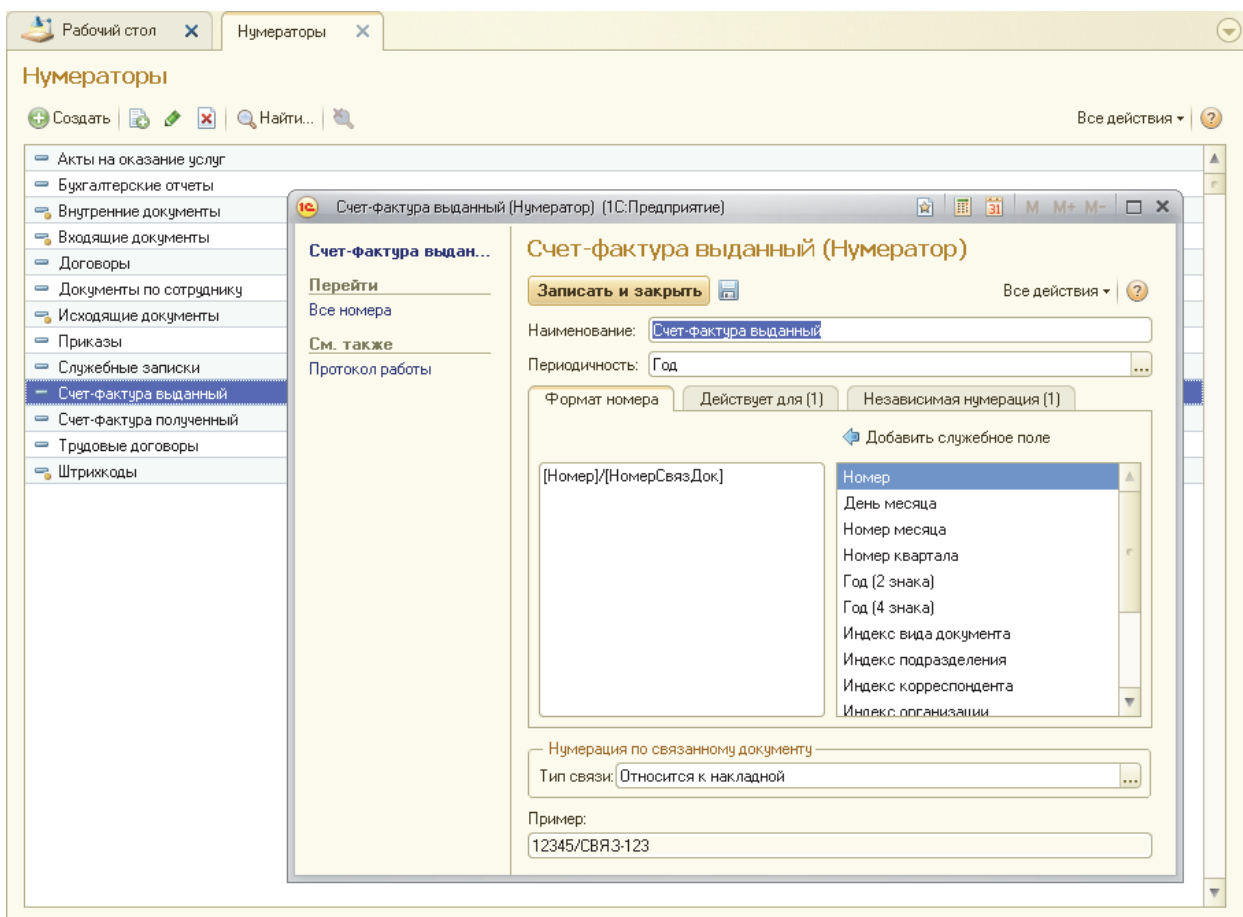 Рабочий стол
Нумераторы
Нумераторы
Создать
Найти...
Все действия
?
Акты на оказание услуг
Бухгалтерские отчеты
Внутренние документы
Входящие документы
Договоры
Документы по сотруднику
Исходящие документы
Приказы
Служебные записки
Счет-фактура выданный
Счет-фактура полученный
Трудовые договоры
Штрихкоды
1С Счет-фактура выданный (Нумератор) (1С:Предприятие)
31 M M+ M-
Счет-фактура выдан...
Перейти
Все номера
См. также
Протокол работы
Счет-фактура выданный (Нумератор)
Записать и закрыть
Все действия
?
Наименование: Счет-фактура выданный
Периодичность: Год ...
Формат номера
Действует для (1)
Независимая нумерация (1)
Добавить служебное поле
[Номер]/[НомерСвязДок]
Номер
День месяца
Номер месяца
Номер квартала
Год (2 знака)
Год (4 знака)
Индекс вида документа
Индекс подразделения
Индекс корреспондента
Индекс организации
Нумерация по связанному документу
Тип связи: Относится к накладной ...
Пример:
12345/СВЯЗ-123